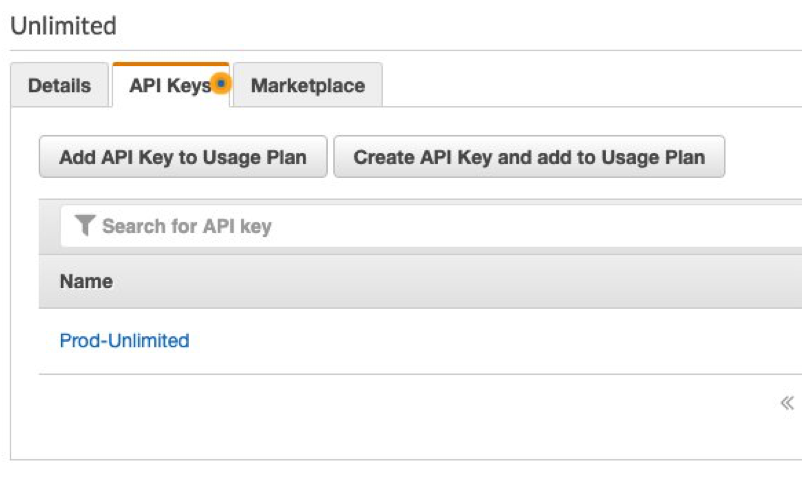 Unlimited
Details API Keys Marketplace
Add API Key to Usage Plan Create API Key and add to Usage Plan
Search for API key
Name
Prod-Unlimited
«